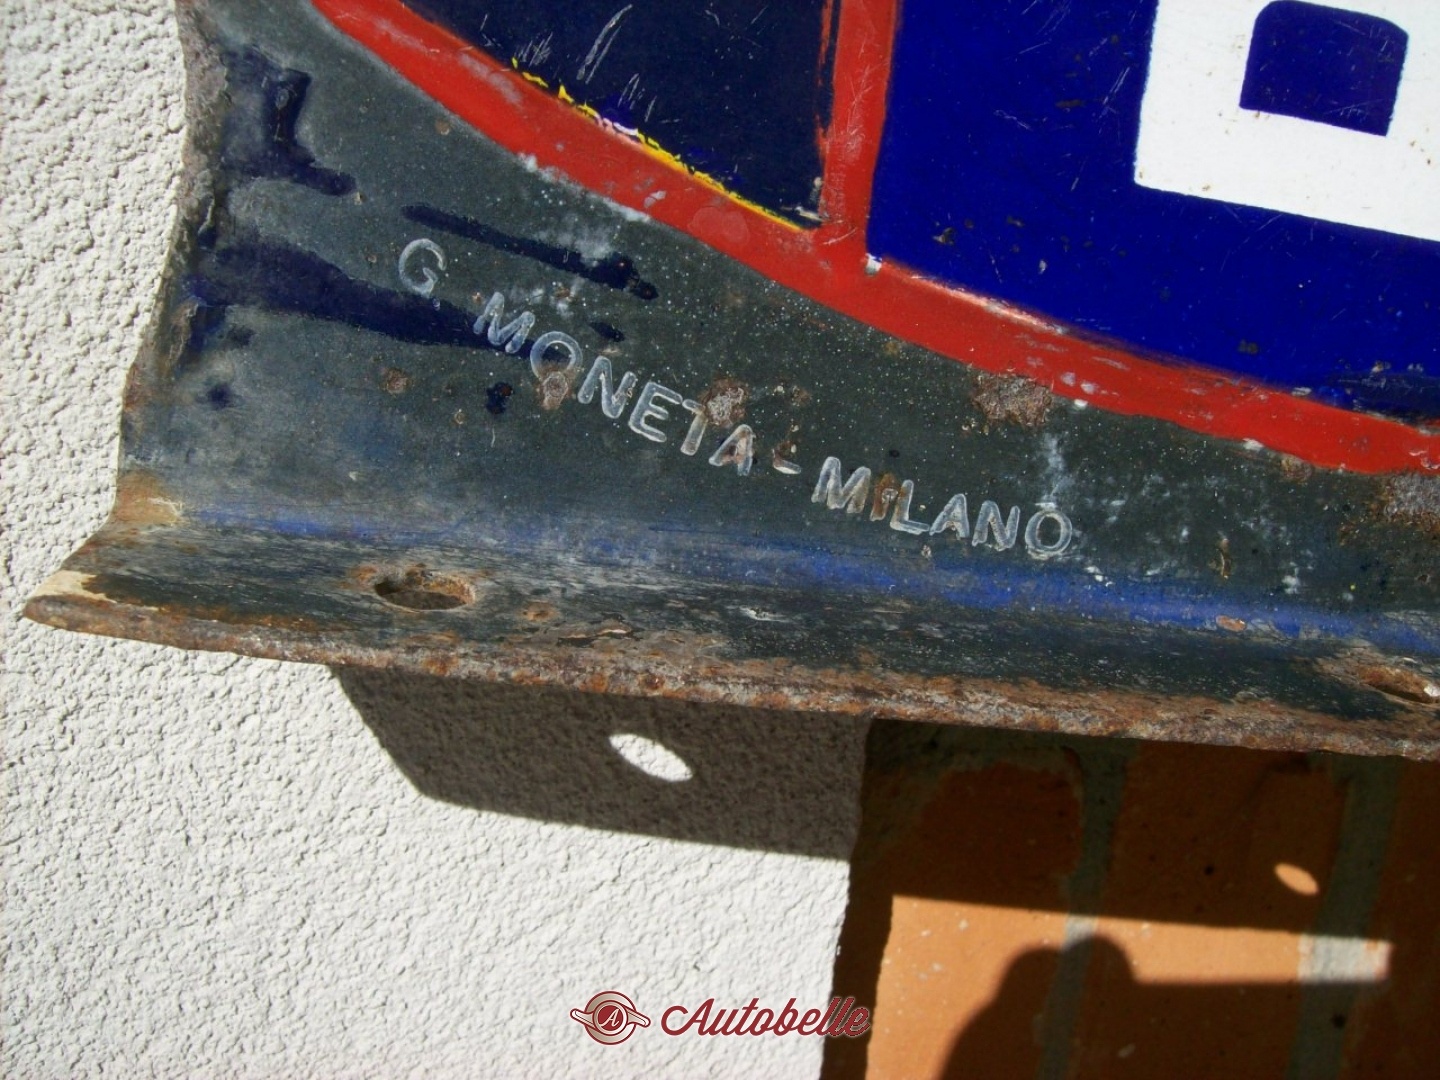 G. MONETA - MILANO
A Autobelle